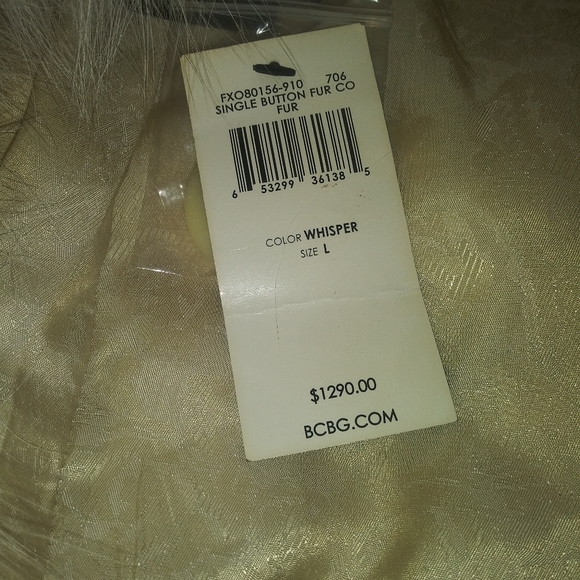 FXO80156-910 706
SINGLE BUTTON FUR CO
FUR
6 53299 36138 5
COLOR WHISPER
SIZE L
$1290.00
BCBG.COM